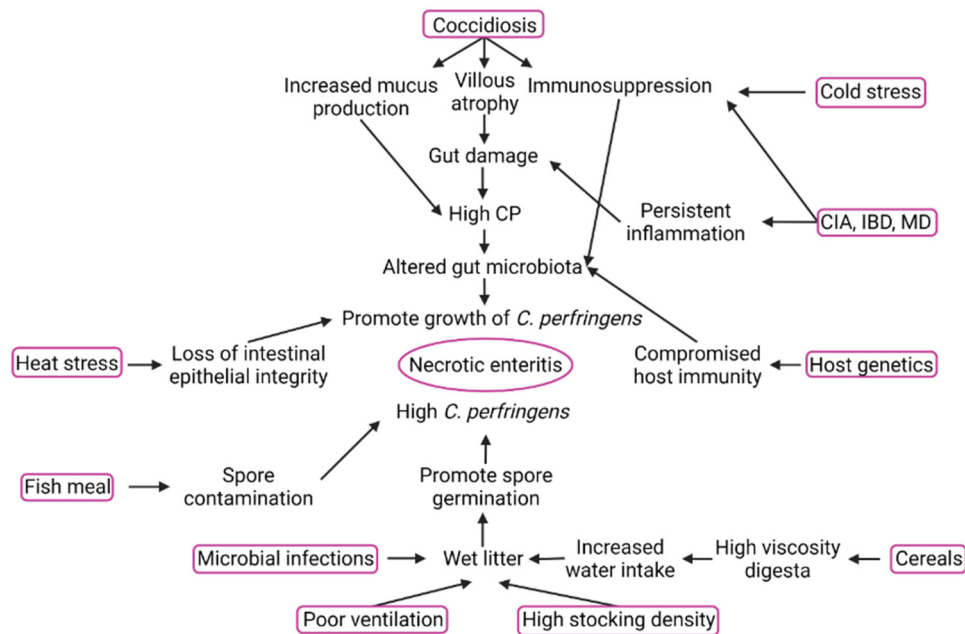 Coccidiosis
Increased mucus
production
Villous
atrophy
Immunosuppression
Cold stress
Gut damage
High CP
Persistent
inflammation
CIA, IBD, MD
Altered gut microbiota
Promote growth of C. perfringens
Heat stress
Loss of intestinal
epithelial integrity
Necrotic enteritis
Compromised
host immunity
Host genetics
High C. perfringens
Fish meal
Spore
contamination
Promote spore
germination
Microbial infections
Wet litter
Increased
water intake
High viscosity
digesta
Cereals
Poor ventilation
High stocking density